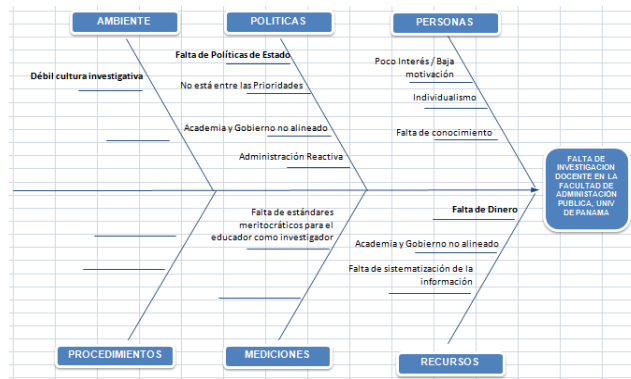 AMBIENTE
POLITICAS
PERSONAS
Débil cultura investigativa
Falta de Políticas de Estado
No está entre las Prioridades
Academia y Gobierno no alineado
Administración Reactiva
Poco Interés / Baja
motivación
Individualismo
Falta de conocimiento
FALTA DE
INVESTIGACION
DOCENTE EN LA
FACULTAD DE
ADMINISTACIÓN
PUBLICA, UNIV
DE PANAMA
Falta de estándares
meritocráticos para el
educador como investigador
Falta de Dinero
Academia y Gobierno no alineado
Falta de sistematización de la
información
PROCEDIMIENTOS
MEDICIONES
RECURSOS